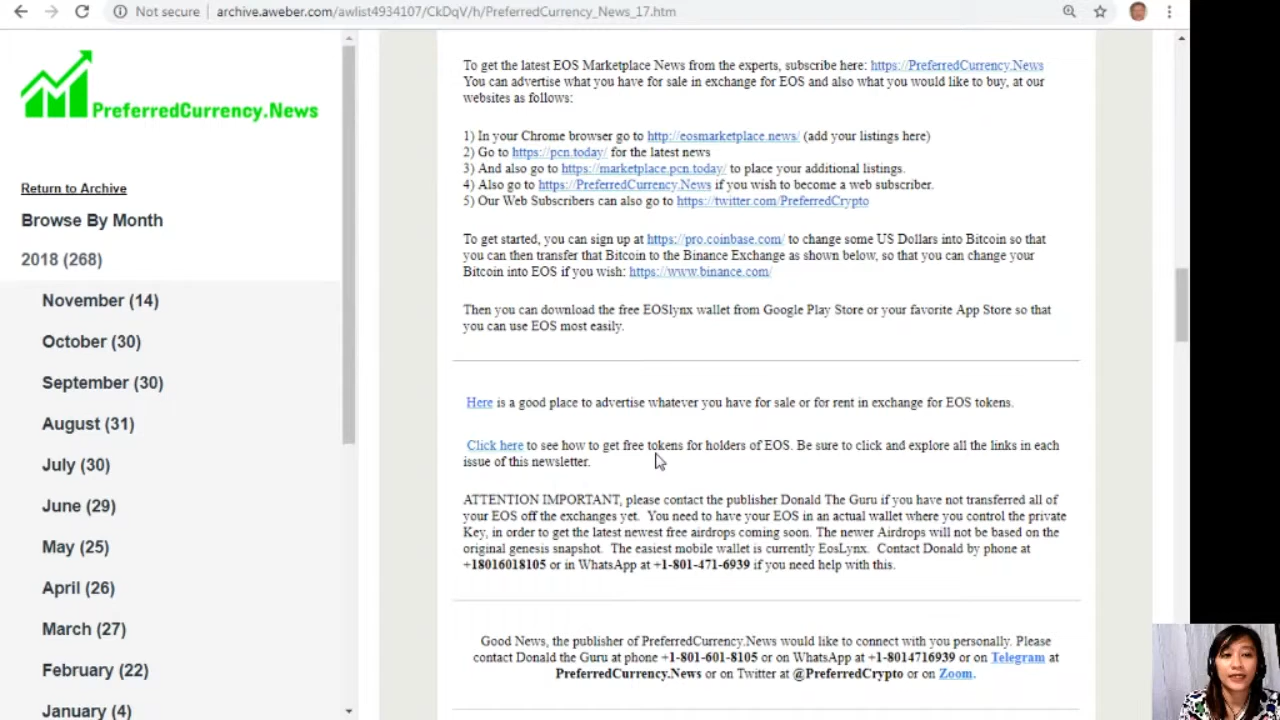 Not secure
archive.aweber.com/awlist4934107/CkDqV/h/PreferredCurrency_News_17.htm
PreferredCurrency.News
Return to Archive
Browse By Month
2018 (268)
November (14)
October (30)
September (30)
August (31)
July (30)
June (29)
May (25)
April (26)
March (27)
February (22)
January (4)
To get the latest EOS Marketplace News from the experts, subscribe here: https://PreferredCurrency.News
You can advertise what you have for sale in exchange for EOS and also what you would like to buy, at our
websites as follows:
1) In your Chrome browser go to http://eosmarketplace.news/ (add your listings here)
2) Go to https://pcn.today/ for the latest news
3) And also go to https://marketplace.pcn.today/ to place your additional listings.
4) Also go to https://PreferredCurrency.News if you wish to become a web subscriber.
5) Our Web Subscribers can also go to https://twitter.com/PreferredCrypto
To get started, you can sign up at https://pro.coinbase.com/ to change some US Dollars into Bitcoin so that
you can then transfer that Bitcoin to the Binance Exchange as shown below, so that you can change your
Bitcoin into EOS if you wish: https://www.binance.com/
Then you can download the free EOSlynx wallet from Google Play Store or your favorite App Store so that
you can use EOS most easily.
Here is a good place to advertise whatever you have for sale or for rent in exchange for EOS tokens.
Click here to see how to get free tokens for holders of EOS. Be sure to click and explore all the links in each
issue of this newsletter.
ATTENTION IMPORTANT, please contact the publisher Donald The Guru if you have not transferred all of
your EOS off the exchanges yet. You need to have your EOS in an actual wallet where you control the private
Key, in order to get the latest newest free airdrops coming soon. The newer Airdrops will not be based on the
original genesis snapshot. The easiest mobile wallet is currently EosLynx. Contact Donald by phone at
+18016018105 or in WhatsApp at +1-801-471-6939 if you need help with this.
Good News, the publisher of PreferredCurrency.News would like to connect with you personally. Please
contact Donald the Guru at phone +1-801-601-8105 or on WhatsApp at +1-8014716939 or on Telegram at
PreferredCurrency.News or on Twitter at @PreferredCrypto or on Zoom.